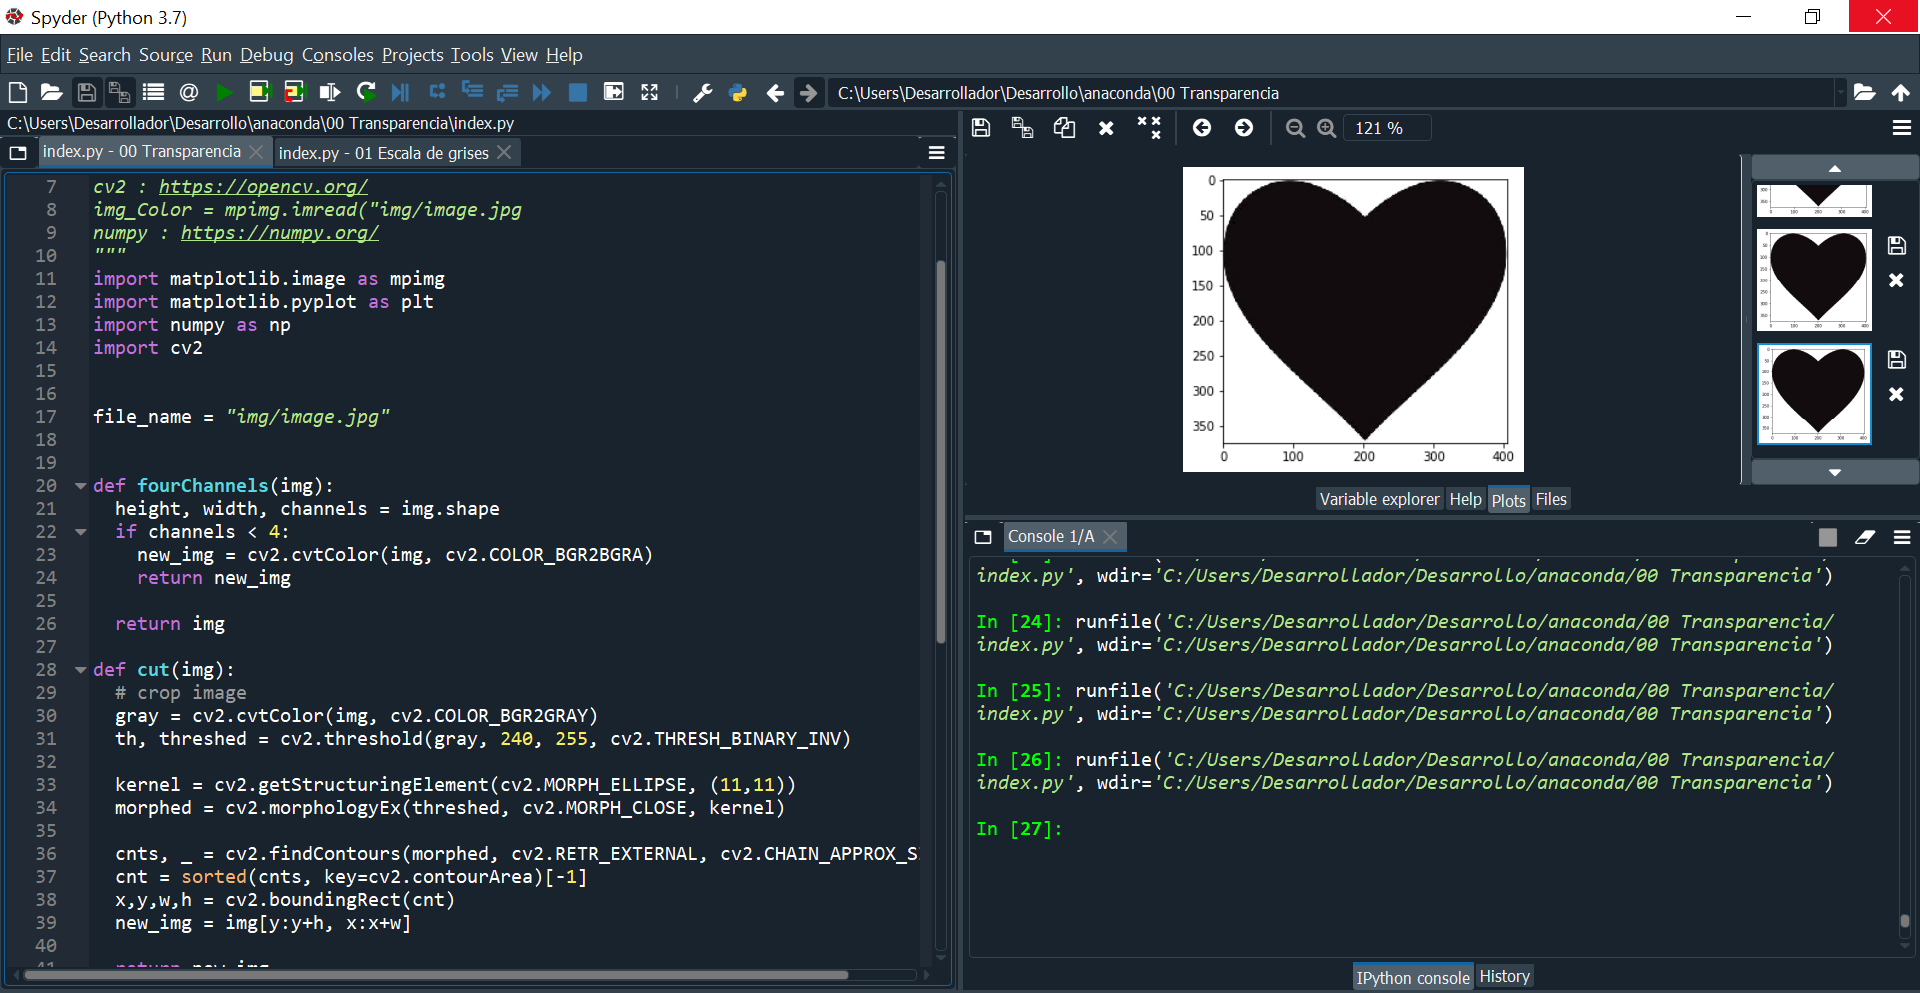 Spyder (Python 3.7)
File Edit Search Source Run Debug Consoles Projects Tools View Help
C:\Users\Desarrollador\Desarrollo\anaconda\00 Transparencia
C:\Users\Desarrollador\Desarrollo\anaconda\00 Transparencia\index.py
index.py - 00 Transparencia
index.py - 01 Escala de grises
7 cv2 : https://opencv.org/
8 img_Color = mpimg.imread("img/image.jpg
9 numpy : https://numpy.org/
10 """
11 import matplotlib.image as mpimg
12 import matplotlib.pyplot as plt
13 import numpy as np
14 import cv2
15
16
17 file_name = "img/image.jpg"
18
19
20 def fourChannels(img):
21 height, width, channels = img.shape
22 if channels < 4:
23 new_img = cv2.cvtColor(img, cv2.COLOR_BGR2BGRA)
24 return new_img
25
26 return img
27
28 def cut(img):
29 # crop image
30 gray = cv2.cvtColor(img, cv2.COLOR_BGR2GRAY)
31 th, threshed = cv2.threshold(gray, 240, 255, cv2.THRESH_BINARY_INV)
32
33 kernel = cv2.getStructuringElement(cv2.MORPH_ELLIPSE, (11,11))
34 morphed = cv2.morphologyEx(threshed, cv2.MORPH_CLOSE, kernel)
35
36 cnts, _ = cv2.findContours(morphed, cv2.RETR_EXTERNAL, cv2.CHAIN_APPROX_S
37 cnt = sorted(cnts, key=cv2.contourArea)[-1]
38 x,y,w,h = cv2.boundingRect(cnt)
39 new_img = img[y:y+h, x:x+w]
40
121 %
0
50
100
150
200
250
300
350
0 100 200 300 400
Variable explorer Help Plots Files
Console 1/A
index.py', wdir='C:/Users/Desarrollador/Desarrollo/anaconda/00 Transparencia')
In [24]: runfile('C:/Users/Desarrollador/Desarrollo/anaconda/00 Transparencia/
index.py', wdir='C:/Users/Desarrollador/Desarrollo/anaconda/00 Transparencia')
In [25]: runfile('C:/Users/Desarrollador/Desarrollo/anaconda/00 Transparencia/
index.py', wdir='C:/Users/Desarrollador/Desarrollo/anaconda/00 Transparencia')
In [26]: runfile('C:/Users/Desarrollador/Desarrollo/anaconda/00 Transparencia/
index.py', wdir='C:/Users/Desarrollador/Desarrollo/anaconda/00 Transparencia')
In [27]:
IPython console History